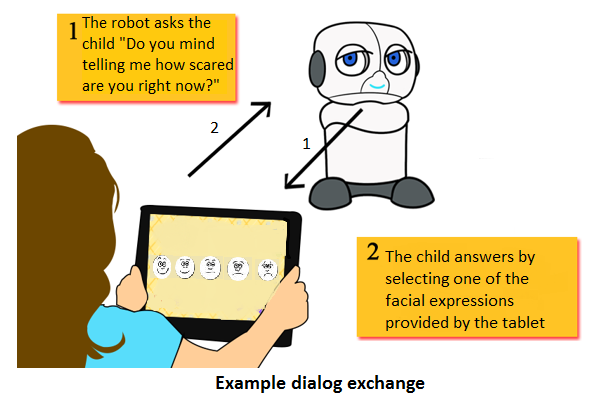 1 The robot asks the
child "Do you mind
telling me how scared
are you right now?"
2
1
2 The child answers by
selecting one of the
facial expressions
provided by the tablet
Example dialog exchange